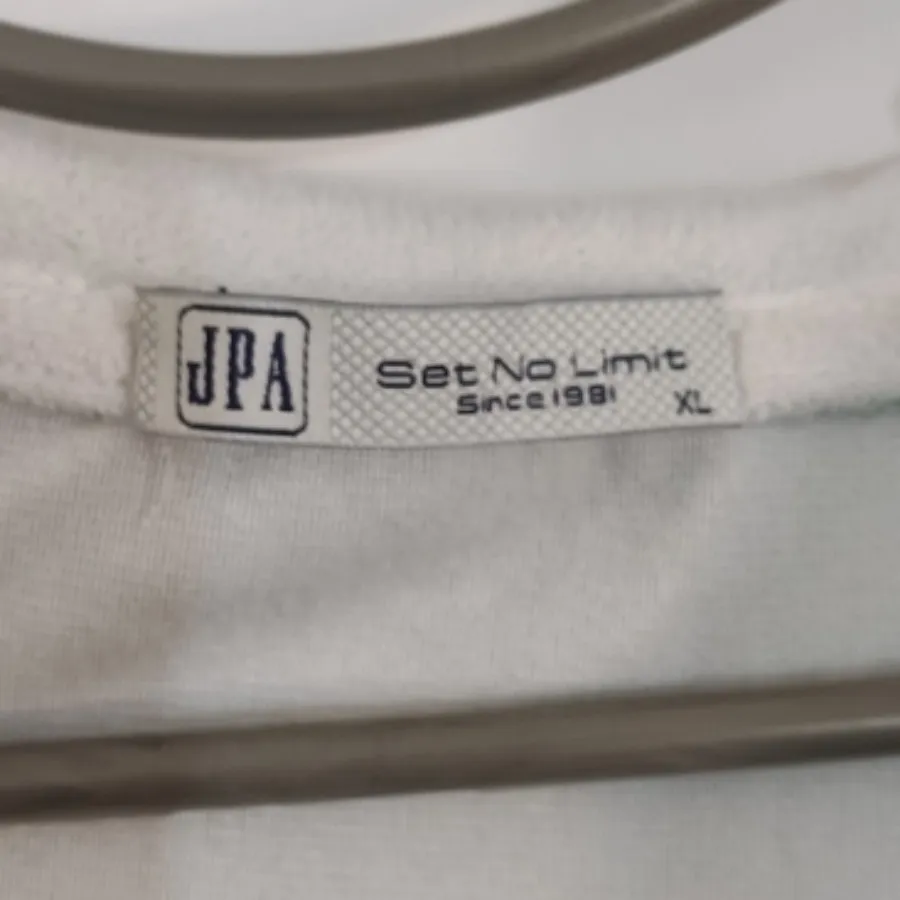 JPA
Set No Limit
Since 1981
XL